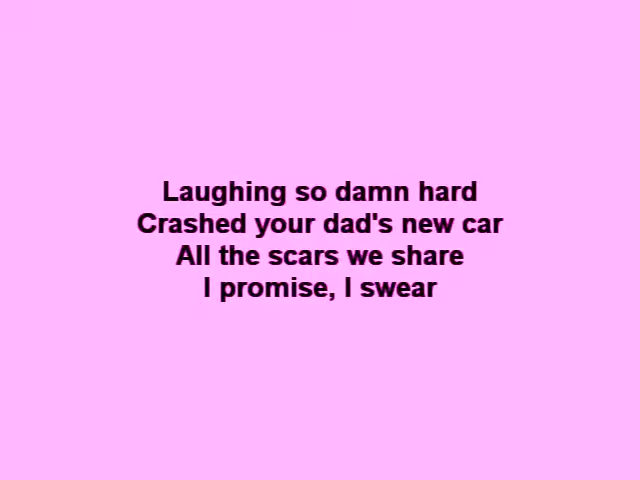 Laughing so damn hard
Crashed your dad's new car
All the scars we share
I promise, I swear